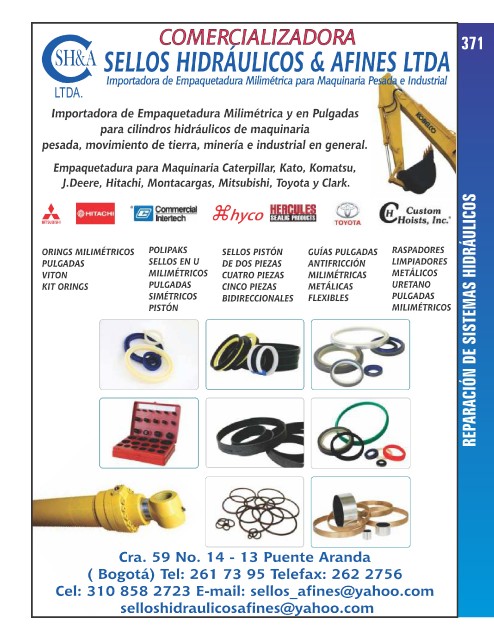 COMERCIALIZADORA
SELLOS HIDRÁULICOS & AFINES LTDA
Importadora de Empaquetadura Milimétrica para Maquinaria Pesada e Industrial
SH&A
LTDA.
371
Importadora de Empaquetadura Milimétrica y en Pulgadas
para cilindros hidráulicos de maquinaria
pesada, movimiento de tierra, minería e industrial en general.
KOBELCO
Empaquetadura para Maquinaria Caterpillar, Kato, Komatsu,
J.Deere, Hitachi, Montacargas, Mitsubishi, Toyota y Clark.
MITSUBISHI
HITACHI
Commercial
Intertech
hyco
HERCULES
SEALING PRODUCTS
TOYOTA
CH
Custom
Hoists, Inc.
ORINGS MILIMÉTRICOS
PULGADAS
VITON
KIT ORINGS
POLIPAKS
SELLOS EN U
MILIMÉTRICOS
PULGADAS
SIMÉTRICOS
PISTÓN
SELLOS PISTÓN
DE DOS PIEZAS
CUATRO PIEZAS
CINCO PIEZAS
BIDIRECCIONALES
GUÍAS PULGADAS
ANTIFRICCIÓN
MILIMÉTRICAS
METÁLICAS
FLEXIBLES
RASPADORES
LIMPIADORES
METÁLICOS
URETANO
PULGADAS
MILIMÉTRICOS
REPARACIÓN DE SISTEMAS HIDRÁULICOS
Cra. 59 No. 14 - 13 Puente Aranda
( Bogotá) Tel: 261 73 95 Telefax: 262 2756
Cel: 310 858 2723 E-mail: sellos_afines@yahoo.com
selloshidraulicosafines@yahoo.com